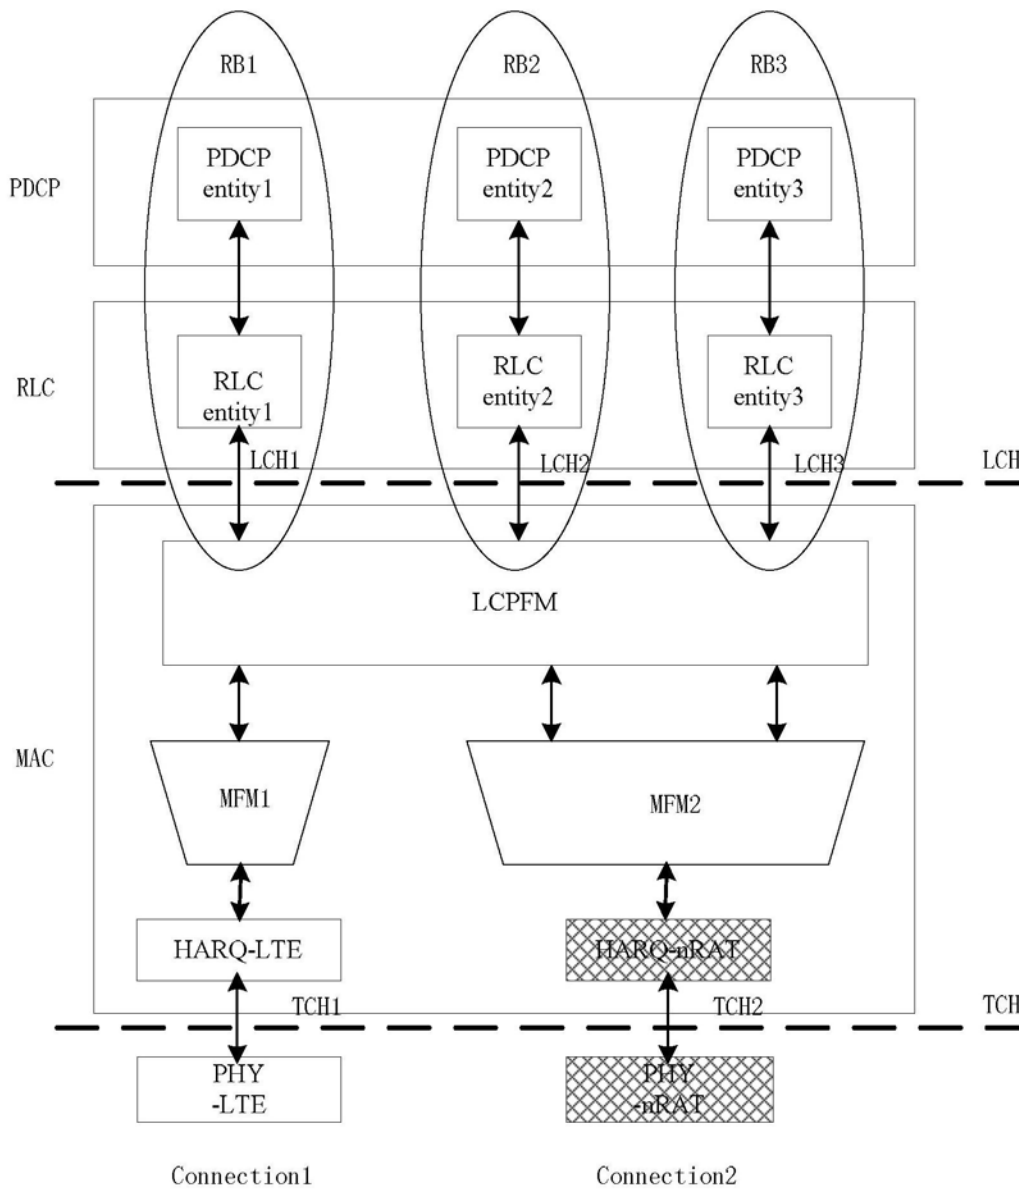 RB1
RB2
RB3
PDCP
PDCP
entity1
PDCP
entity2
PDCP
entity3
RLC
RLC
entity1
RLC
entity2
RLC
entity3
LCH1
LCH2
LCH3
LCH
LCPFM
MAC
MFM1
MFM2
HARQ-LTE
HARQ-nRAT
TCH1
TCH2
TCH
PHY
-LTE
PHY
-nRAT
Connection1
Connection2